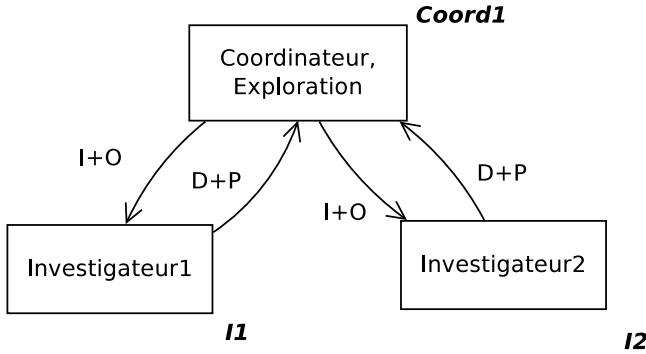 Coord1
Coordinateur,
Exploration
I+O
D+P
I+O
D+P
Investigateur1
Investigateur2
I1
I2